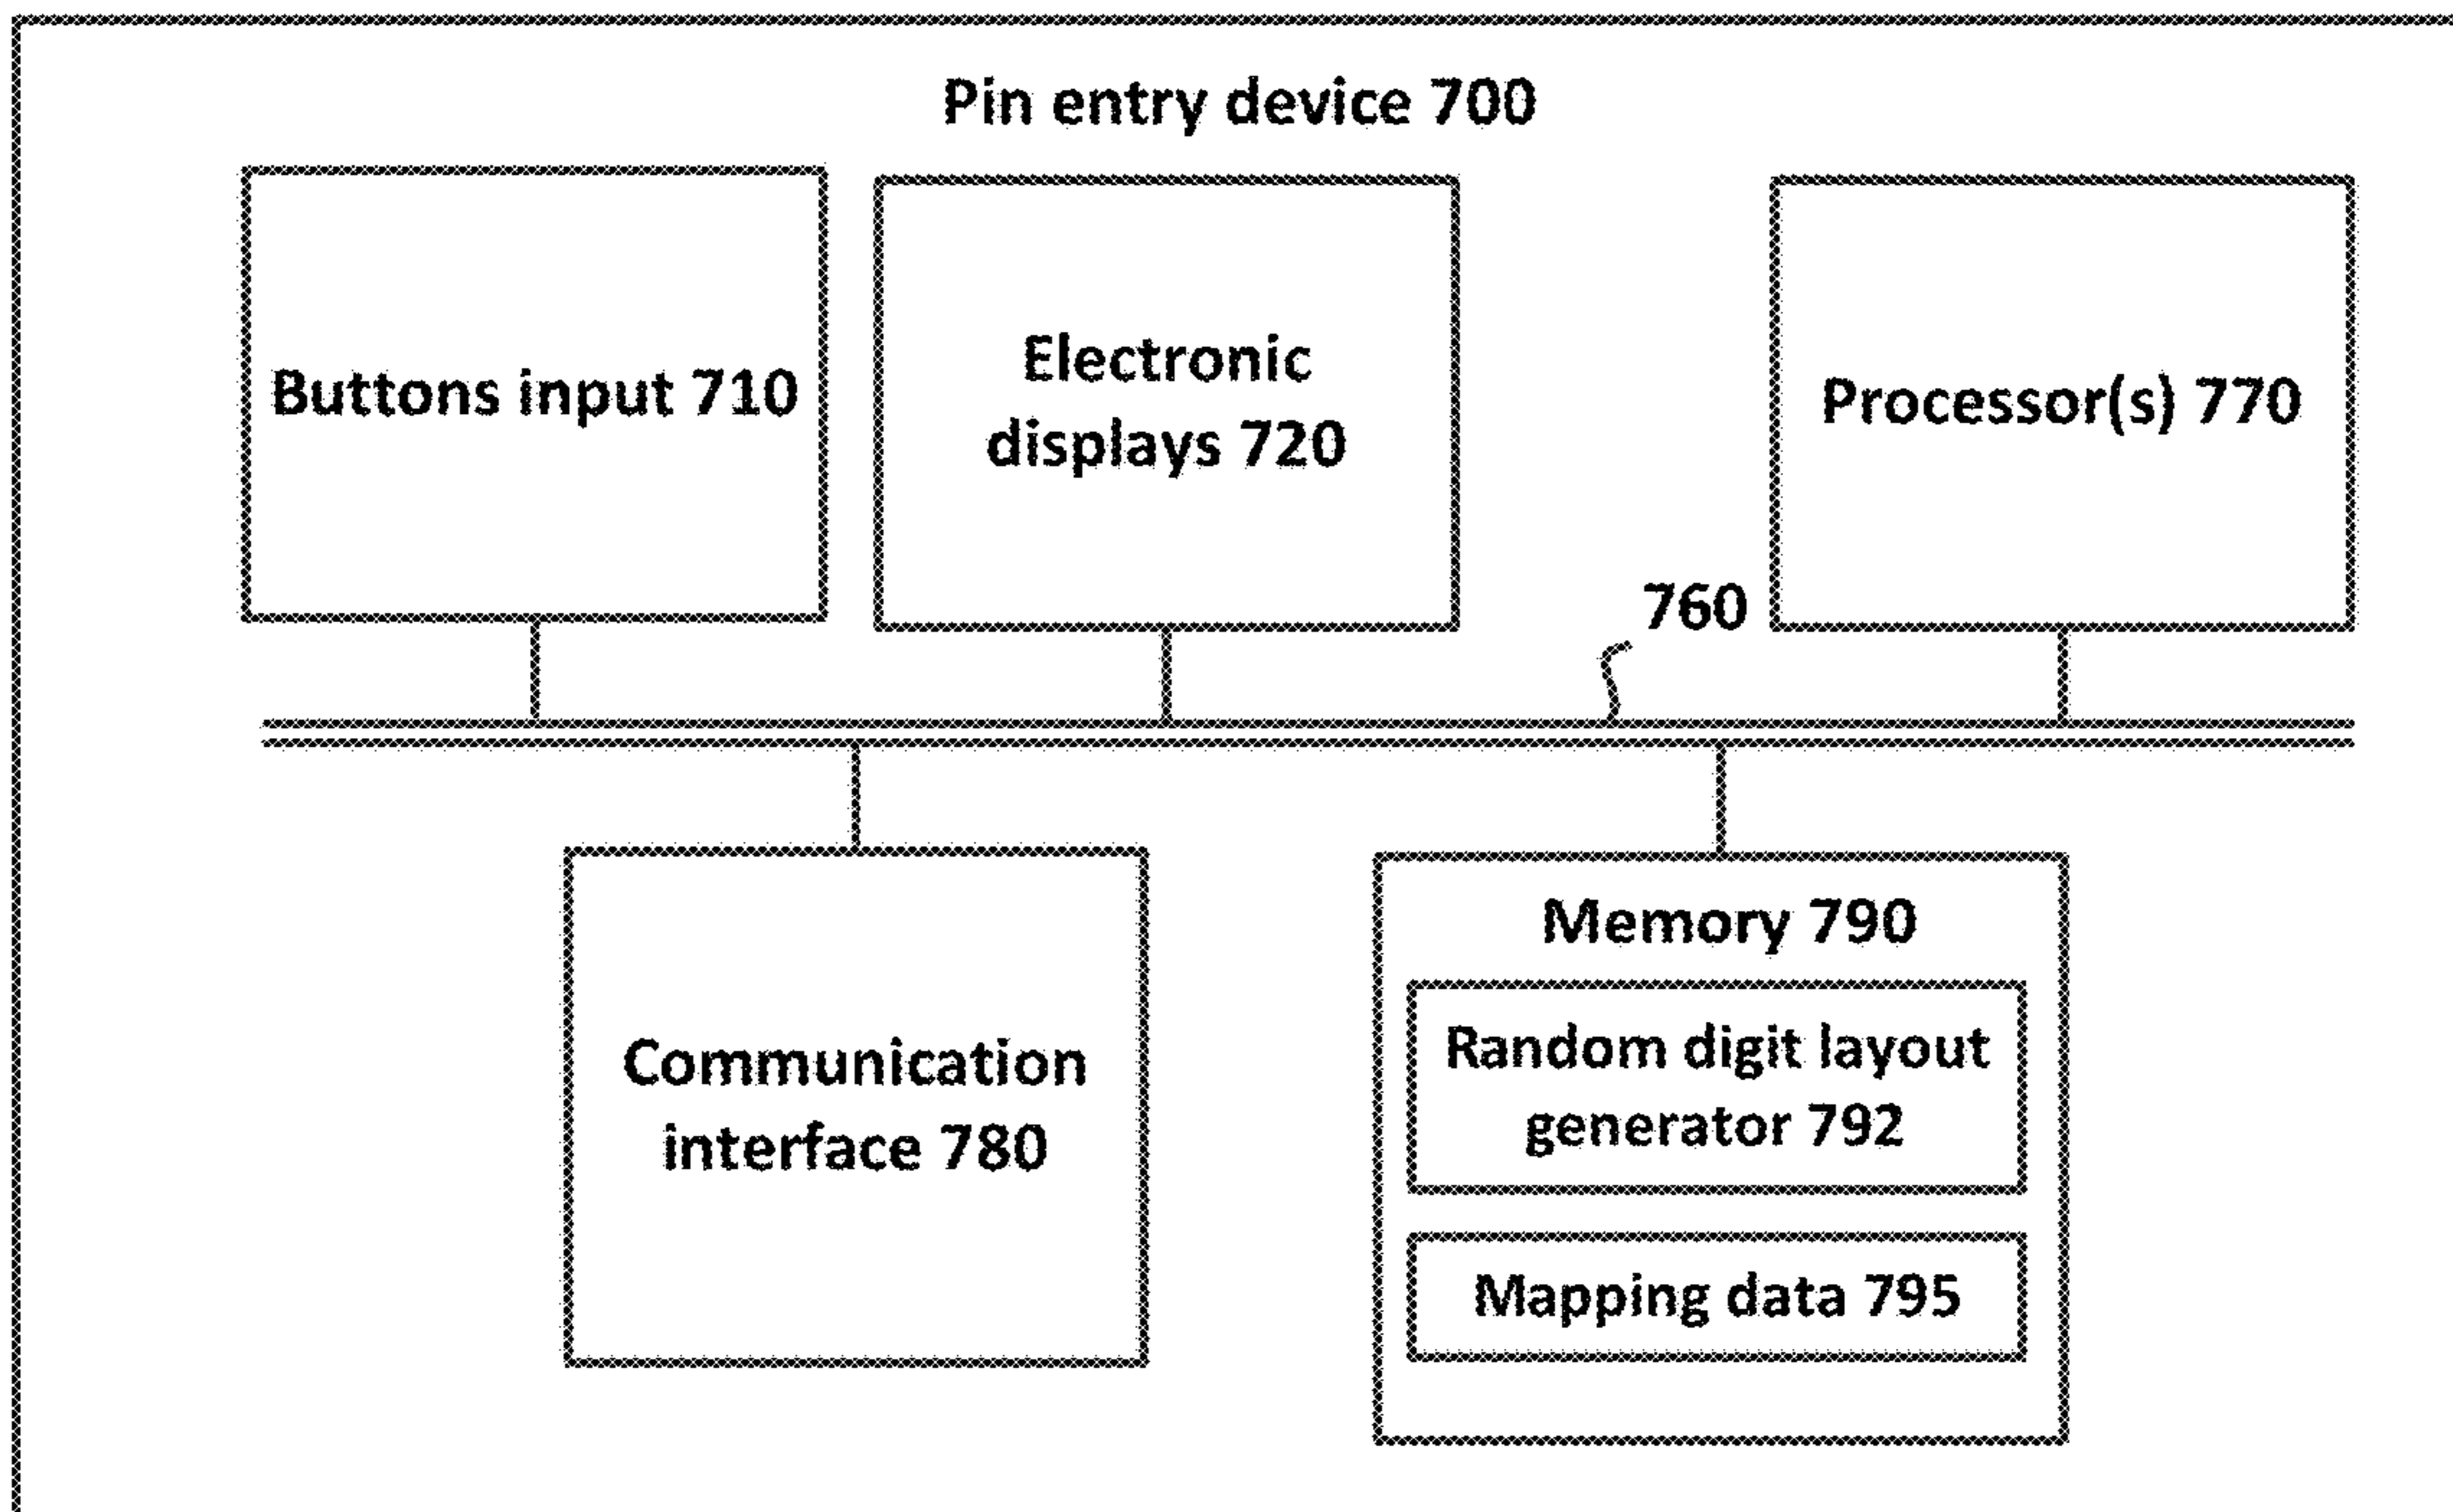 Pin entry device 700
Buttons input 710
Electronic
displays 720
Processor(s) 770
760
Communication
interface 780
Memory 790
Random digit layout
generator 792
Mapping data 795